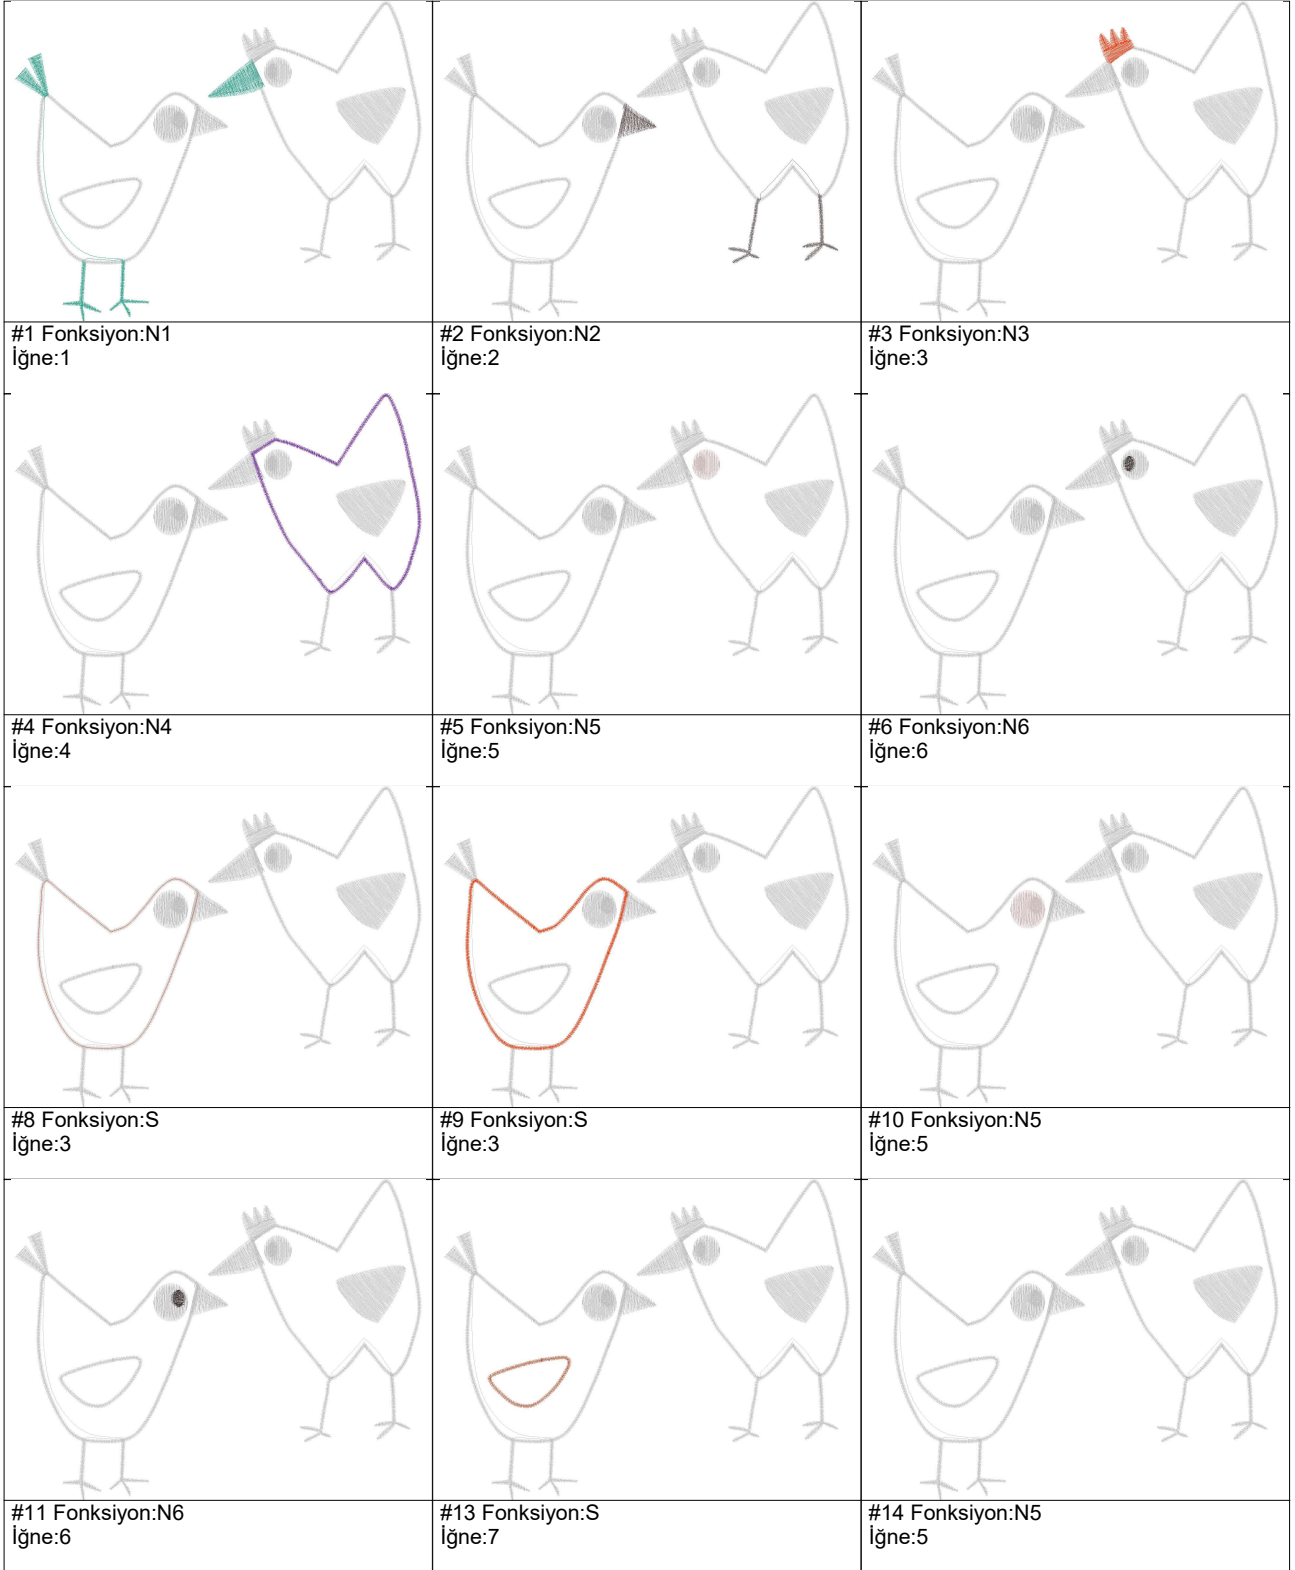 #1 Fonksiyon:N1
İğne:1
#2 Fonksiyon:N2
İğne:2
#3 Fonksiyon:N3
İğne:3
#4 Fonksiyon:N4
İğne:4
#5 Fonksiyon:N5
İğne:5
#6 Fonksiyon:N6
İğne:6
#8 Fonksiyon:S
İğne:3
#9 Fonksiyon:S
İğne:3
#10 Fonksiyon:N5
İğne:5
#11 Fonksiyon:N6
İğne:6
#13 Fonksiyon:S
İğne:7
#14 Fonksiyon:N5
İğne:5